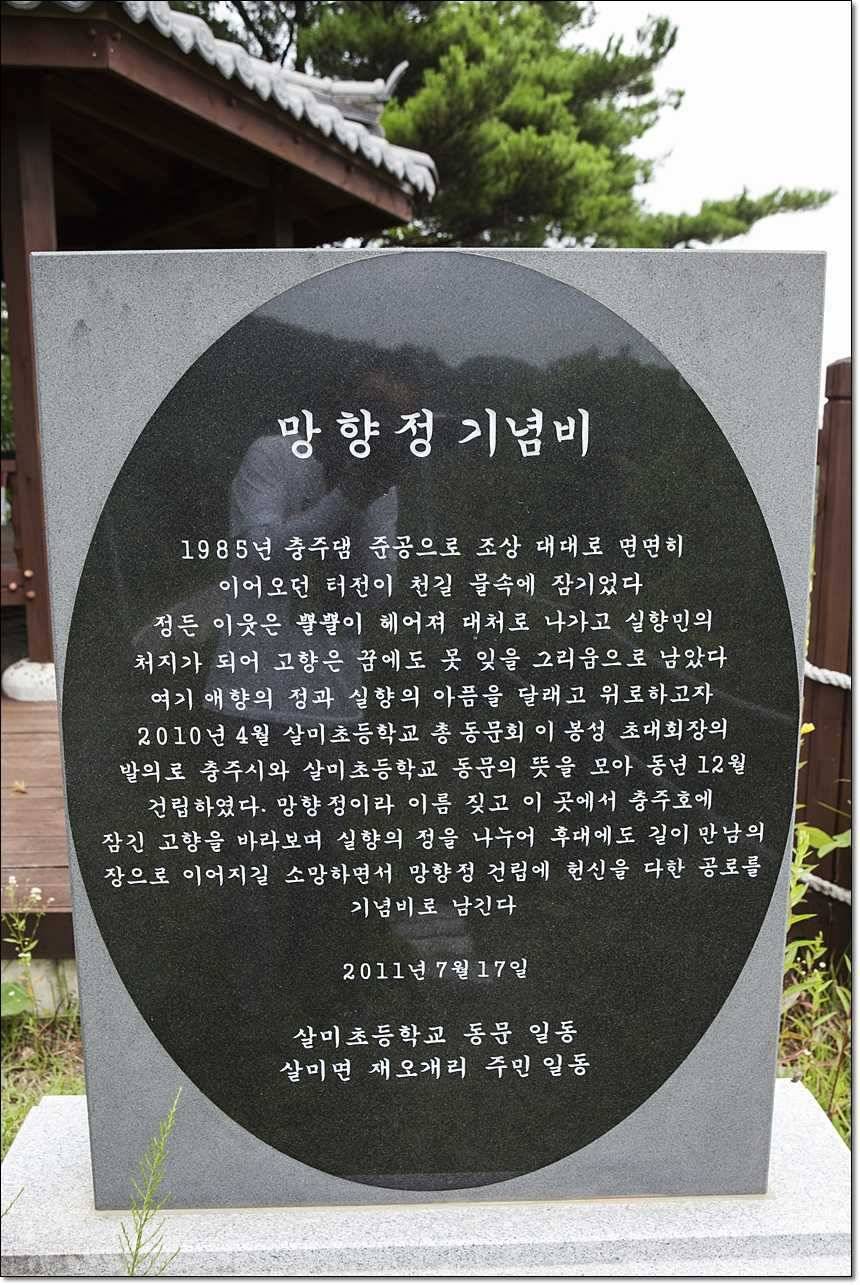 망향정 기념비
1985년 충주댐 준공으로 조상 대대로 면면히
이어오던 터전이 천길 물속에 잠기었다
정든 이웃은 뿔뿔이 헤어져 대처로 나가고 실향민의
처지가 되어 고향은 꿈에도 못 잊을 그리움으로 남았다
여기 애향의 정과 실향의 아픔을 달래고 위로하고자
2010년 4월 살미초등학교 총 동문회 이 봉섭 초대회장의
발의로 충주시와 살미초등학교 동문의 뜻을 모아 동년 12월
건립하였다. 망향정이라 이름 짖고 이 곳에서 충주호에
잠긴 고향을 바라보며 실향의 정을 나누어 후대에도 길이 만남의
장으로 이어지길 소망하면서 망향정 건립에 헌신을 다한 공로를
기념비로 남긴다
2011년 7월 17일
살미초등학교 동문 일동
살미면 재오개리 주민 일동